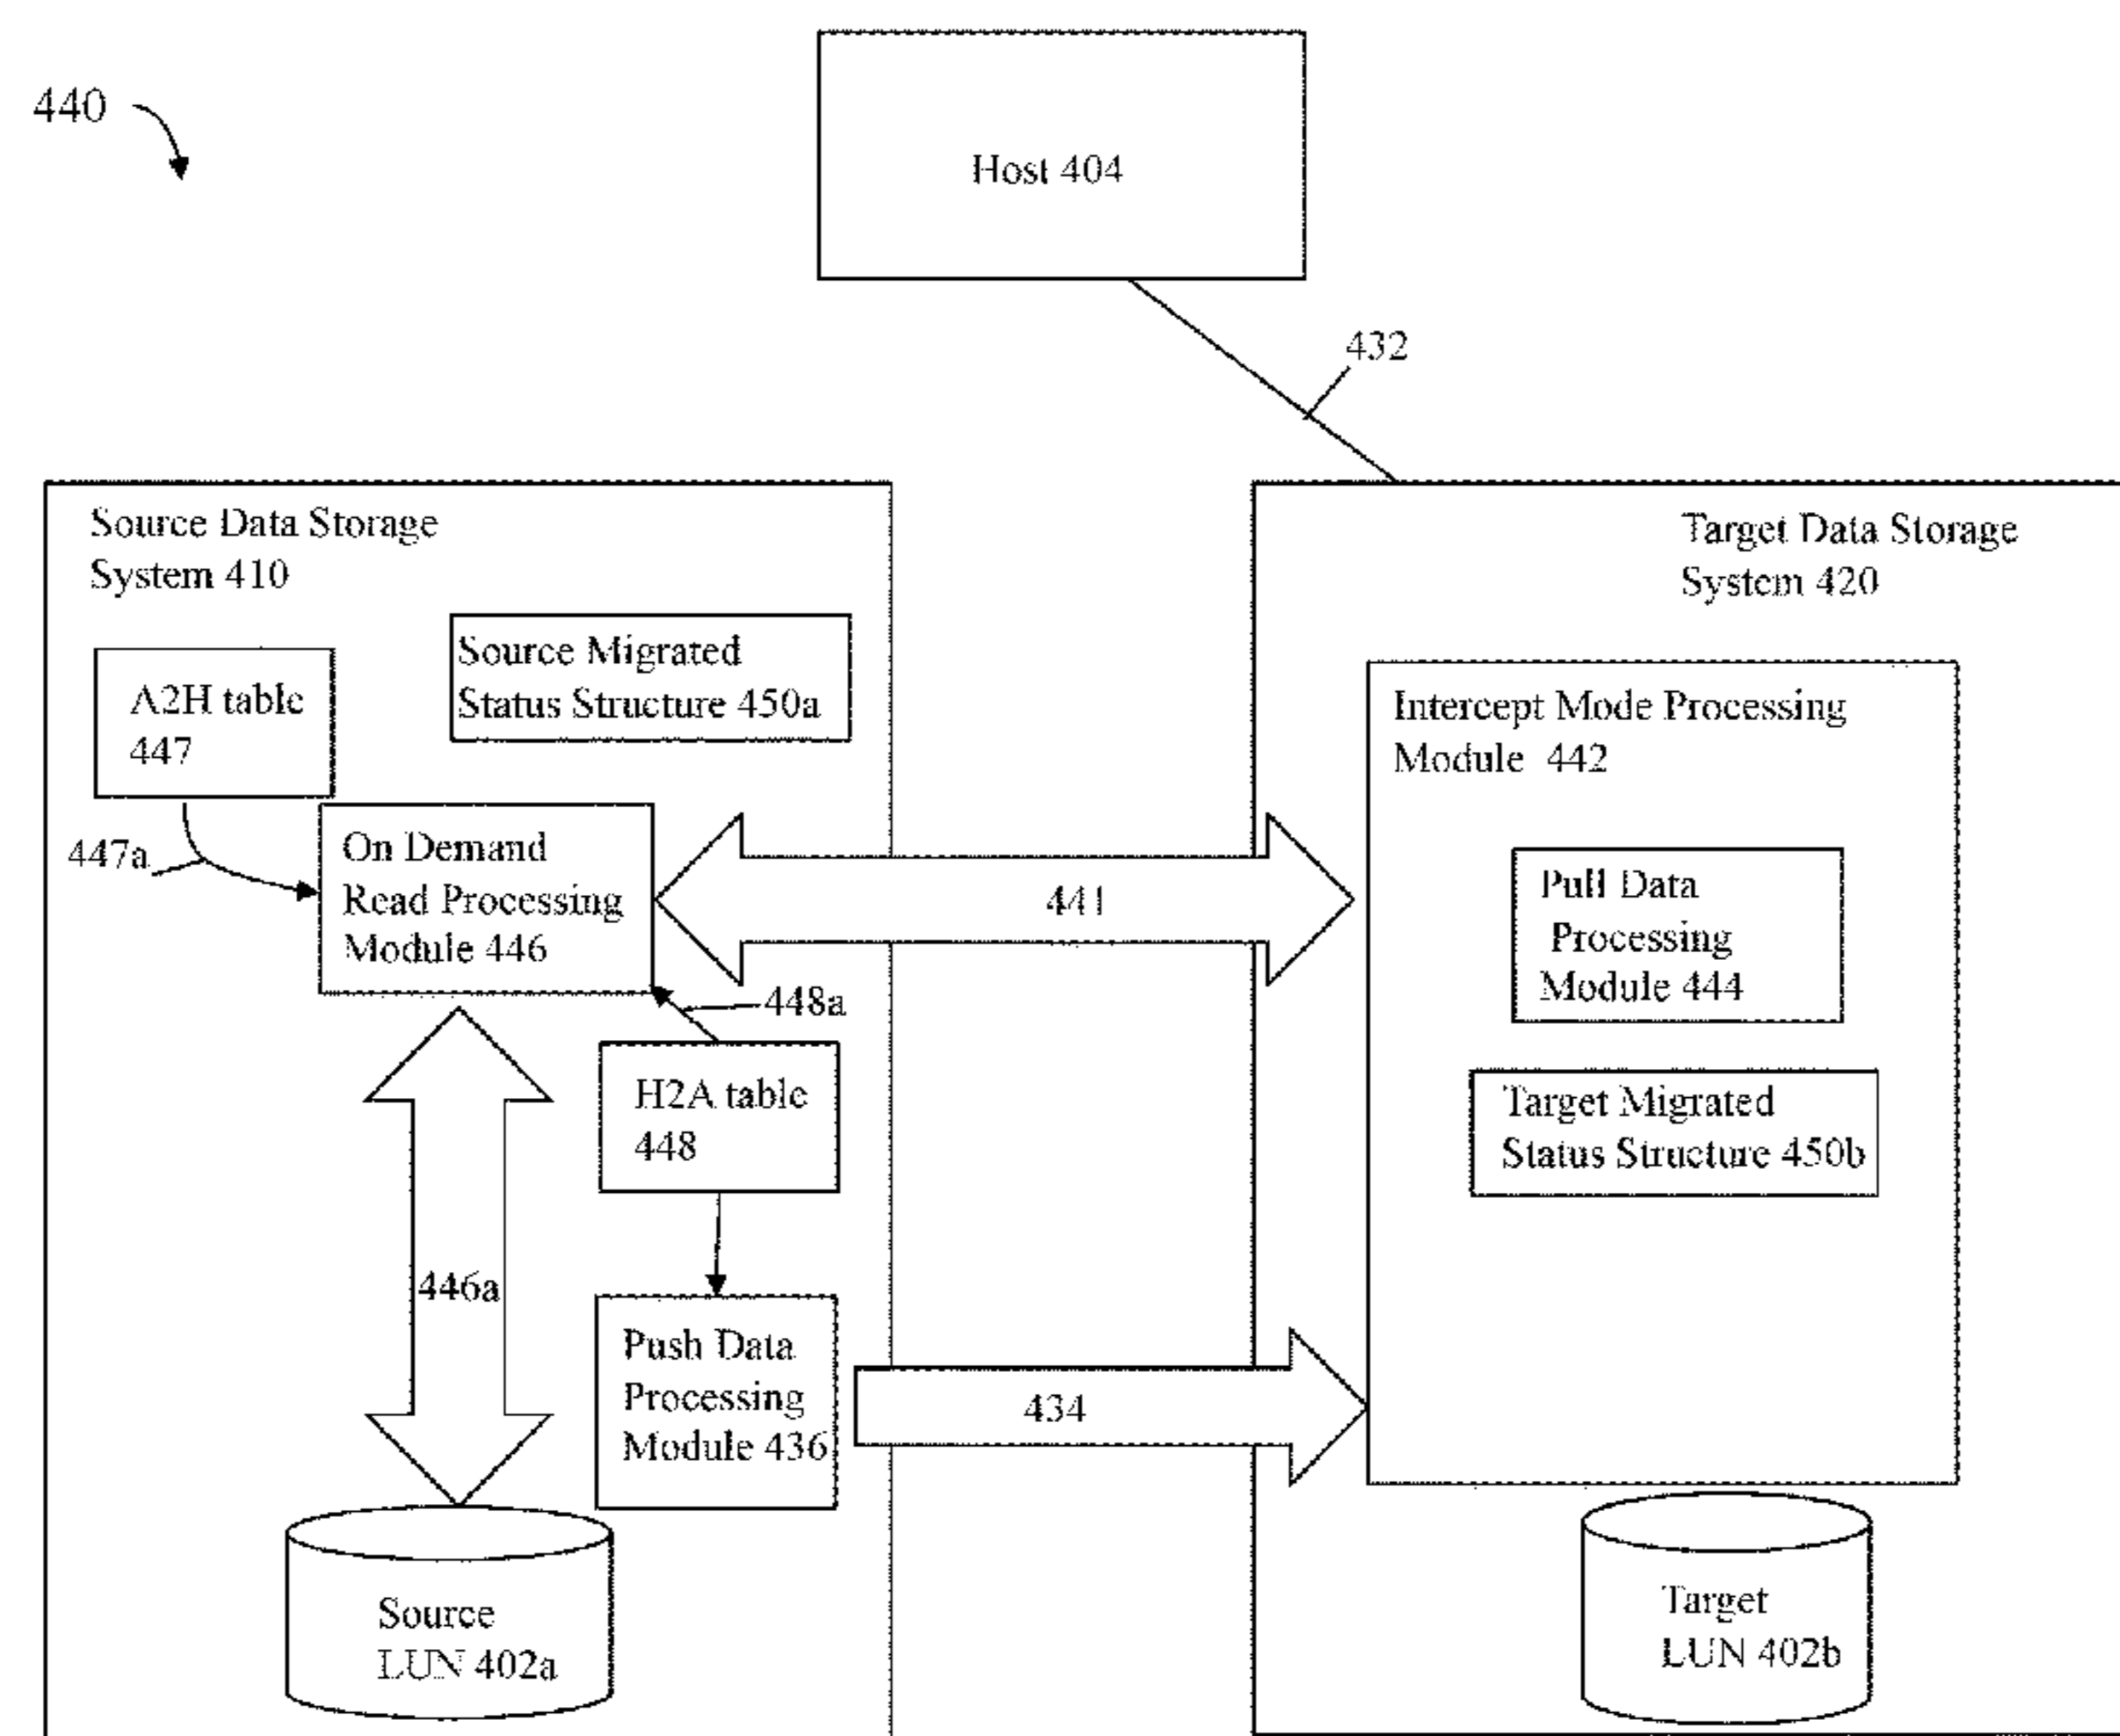 440
Host 404
432
Source Data Storage
System 410
Target Data Storage
System 420
Source Migrated
Status Structure 450a
A2H table
447
Intercept Mode Processing
Module 442
447a
On Demand
Read Processing
Module 446
441
Pull Data
Processing
Module 444
448a
H2A table
448
Target Migrated
Status Structure 450b
446a
Push Data
Processing
Module 436
434
Source
LUN 402a
Target
LUN 402b